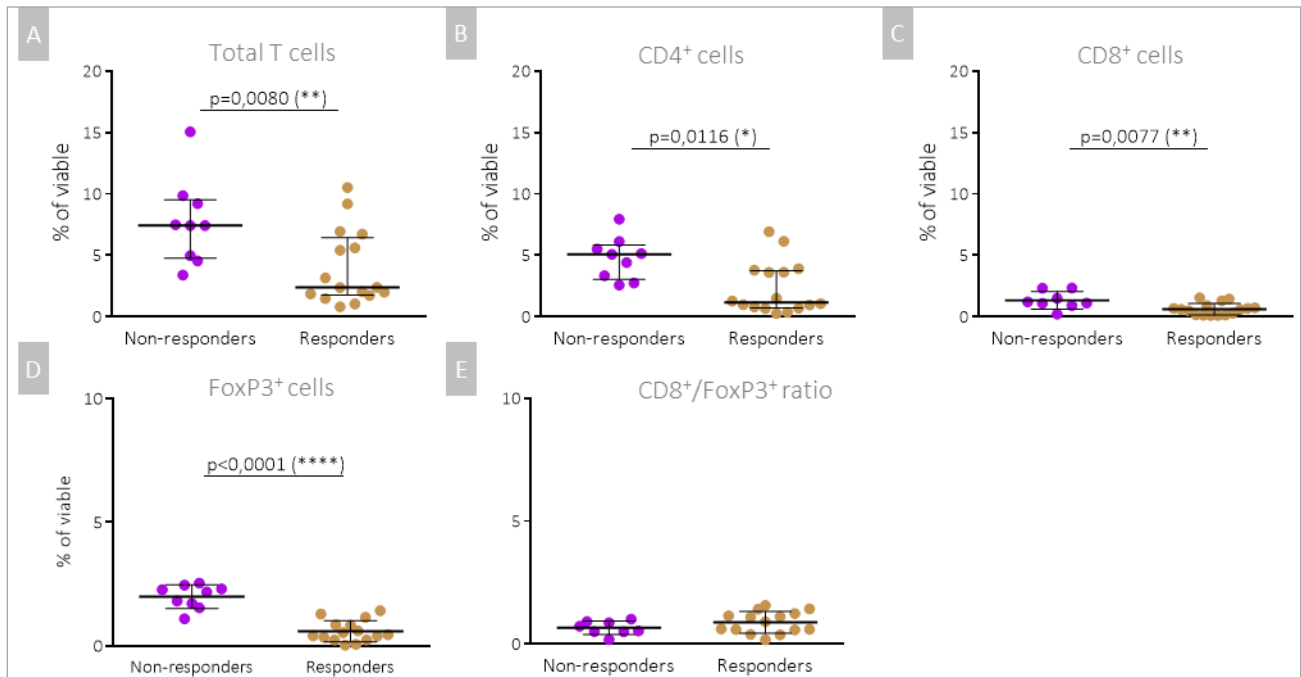 A
Total T cells
20
15
10
5
0
% of viable
p=0,0080 (**)
Non-responders
Responders
B
CD4+ cells
20
15
10
5
0
% of viable
p=0,0116 (*)
Non-responders
Responders
C
CD8+ cells
20
15
10
5
0
% of viable
p=0,0077 (**)
Non-responders
Responders
D
FoxP3+ cells
10
5
0
% of viable
p<0,0001 (****)
Non-responders
Responders
E
CD8+/FoxP3+ ratio
10
5
0
Non-responders
Responders